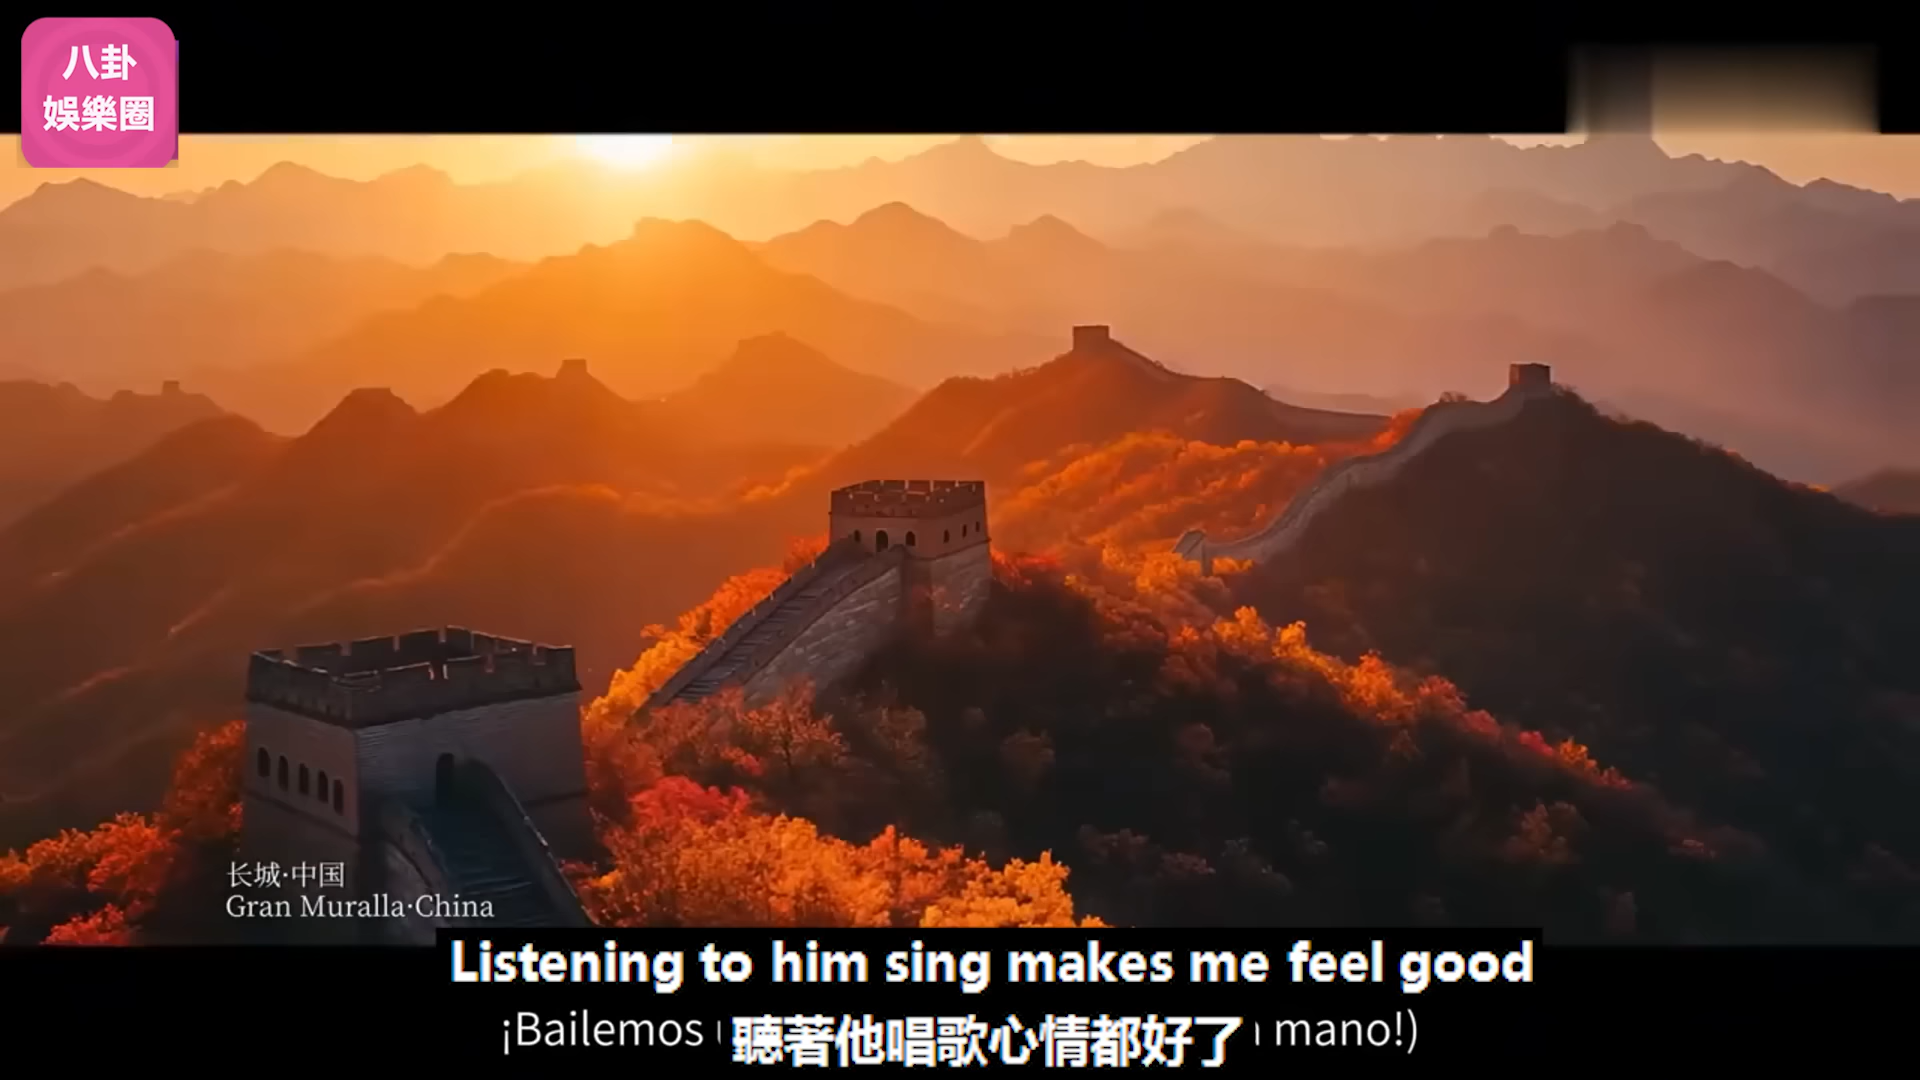 八卦
娛樂圈
长城·中国
Gran Muralla·China
Listening to him sing makes me feel good
¡Bailemos mano!)
聽著他唱歌心情都好了